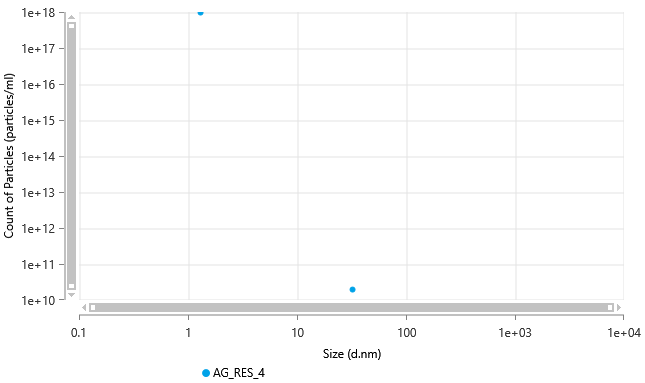 Count of Particles (particles/ml)
1e+18
1e+17
1e+16
1e+15
1e+14
1e+13
1e+12
1e+11
1e+10
0.1 1 10 100 1e+03 1e+04
Size (d.nm)
AG_RES_4